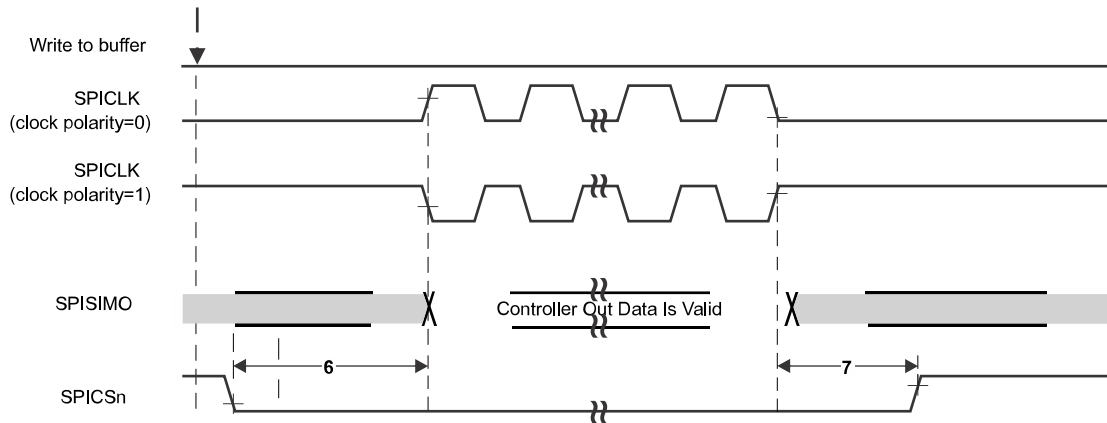 Write to buffer
SPICLK
(clock polarity=0)
SPICLK
(clock polarity=1)
SPISIMO
Controller Out Data Is Valid
6
7
SPICSn